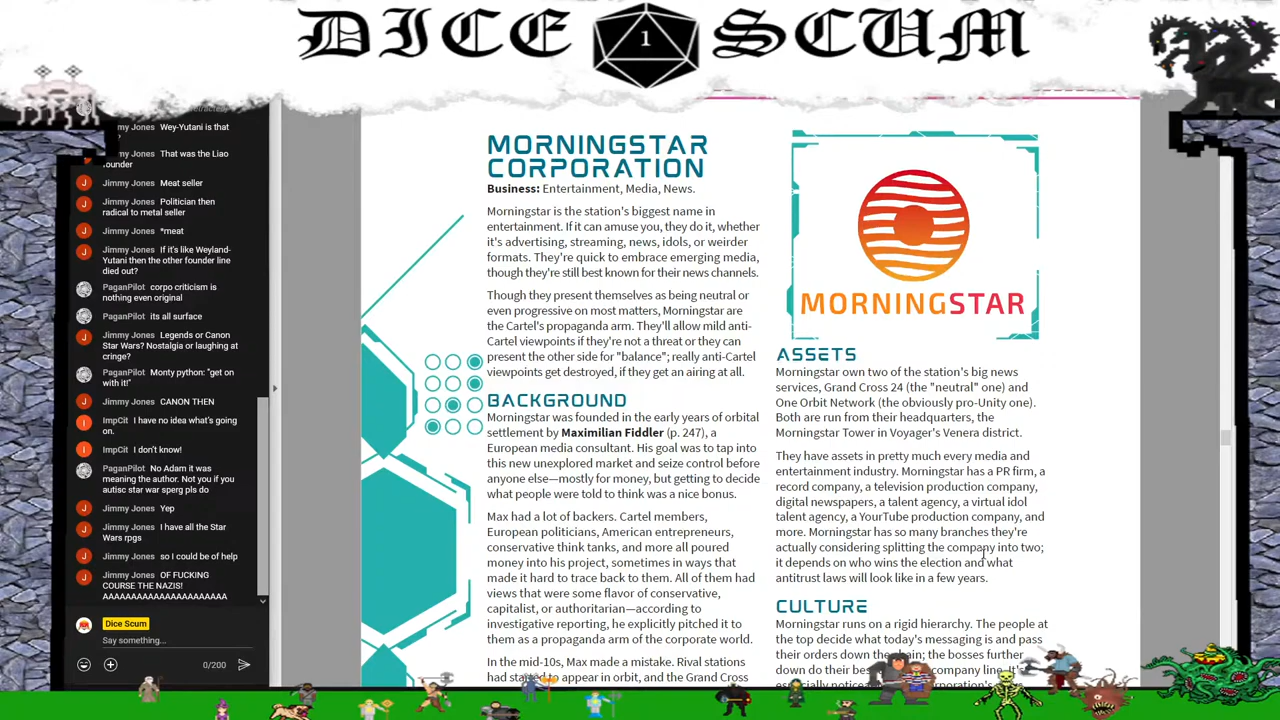 DICE 1 SCUM
my Jones Wey-Yutani is that
?
my Jones That was the Liao
founder
Jimmy Jones Meat seller
Jimmy Jones Politician then
radical to metal seller
Jimmy Jones *meat
Jimmy Jones If it's like Weyland-
Yutani then the other founder line
died out?
PaganPilot corpo criticism is
nothing even original
PaganPilot its all surface
Jimmy Jones Legends or Canon
Star Wars? Nostalgia or laughing at
cringe?
PaganPilot Monty python: "get on
with it!"
Jimmy Jones CANON THEN
ImpCit I have no idea what's going
on.
ImpCit I don't know!
PaganPilot No Adam it was
meaning the author. Not you if you
autisc star war sperg pls do
Jimmy Jones Yep
Jimmy Jones I have all the Star
Wars rpgs
Jimmy Jones so I could be of help
Jimmy Jones OF FUCKING
COURSE THE NAZIS!
AAAAAAAAAAAAAAAAAAAAAAA
Dice Scum
Say something...
0/200
MORNINGSTAR
CORPORATION
Business: Entertainment, Media, News.
Morningstar is the station's biggest name in
entertainment. If it can amuse you, they do it, whether
it's advertising, streaming, news, idols, or weirder
formats. They're quick to embrace emerging media,
though they're still best known for their news channels.
Though they present themselves as being neutral or
even progressive on most matters, Morningstar are
the Cartel's propaganda arm. They'll allow mild anti-
Cartel viewpoints if they're not a threat or they can
present the other side for "balance"; really anti-Cartel
viewpoints get destroyed, if they get an airing at all.
BACKGROUND
Morningstar was founded in the early years of orbital
settlement by Maximilian Fiddler (p. 247), a
European media consultant. His goal was to tap into
this new unexplored market and seize control before
anyone else—mostly for money, but getting to decide
what people were told to think was a nice bonus.
Max had a lot of backers. Cartel members,
European politicians, American entrepreneurs,
conservative think tanks, and more all poured
money into his project, sometimes in ways that
made it hard to trace back to them. All of them had
views that were some flavor of conservative,
capitalist, or authoritarian—according to
investigative reporting, he explicitly pitched it to
them as a propaganda arm of the corporate world.
In the mid-10s, Max made a mistake. Rival stations
had started to appear in orbit, and the Grand Cross
MORNINGSTAR
ASSETS
Morningstar own two of the station's big news
services, Grand Cross 24 (the "neutral" one) and
One Orbit Network (the obviously pro-Unity one).
Both are run from their headquarters, the
Morningstar Tower in Voyager's Venera district.
They have assets in pretty much every media and
entertainment industry. Morningstar has a PR firm, a
record company, a television production company,
digital newspapers, a talent agency, a virtual idol
talent agency, a YouTube production company, and
more. Morningstar has so many branches they're
actually considering splitting the company into two;
it depends on who wins the election and what
antitrust laws will look like in a few years.
CULTURE
Morningstar runs on a rigid hierarchy. The people at
the top decide what today's messaging is and pass
their orders down the chain; the bosses further
down do their company line. It's